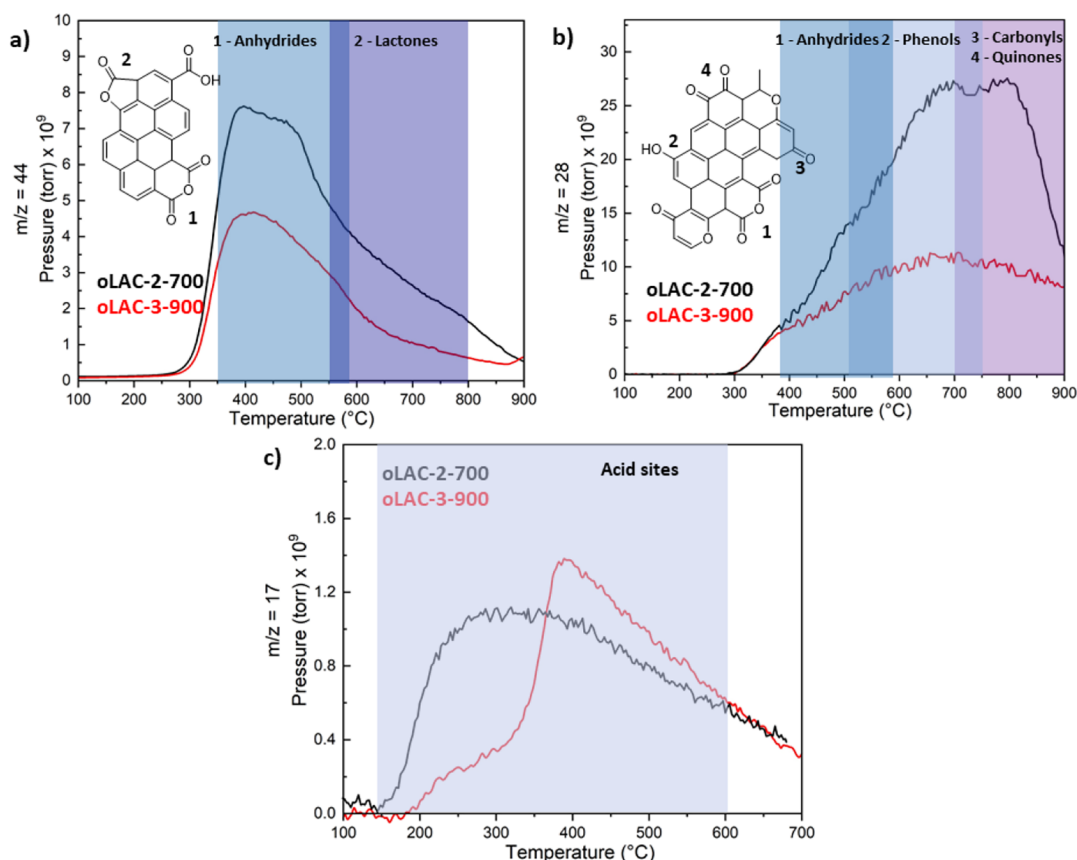 a)
1 - Anhydrides
2 - Lactones
2
O
O
OH
O
O
O
O
1
oLAC-2-700
oLAC-3-900
m/z = 44
Pressure (torr) x 10⁹
10
9
8
7
6
5
4
3
2
1
0
100 200 300 400 500 600 700 800 900
Temperature (°C)
b)
1 - Anhydrides
2 - Phenols
3 - Carbonyls
4 - Quinones
4
O
O
O
2
HO
O
3
O
O
O
O
O
1
oLAC-2-700
oLAC-3-900
m/z = 28
Pressure (torr) x 10⁹
30
25
20
15
10
5
0
100 200 300 400 500 600 700 800 900
Temperature (°C)
c)
oLAC-2-700
oLAC-3-900
Acid sites
m/z = 17
Pressure (torr) x 10⁹
2.0
1.6
1.2
0.8
0.4
0.0
100 200 300 400 500 600 700
Temperature (°C)